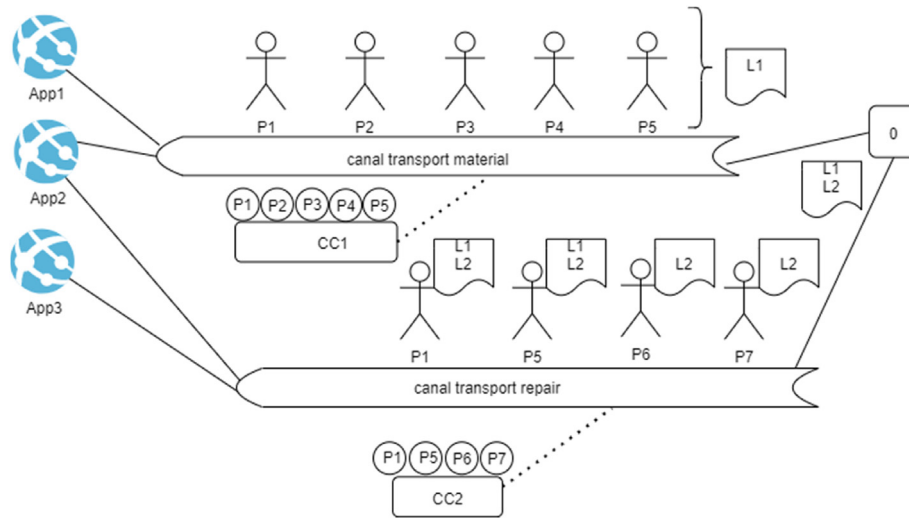 App1
P1 P2 P3 P4 P5
L1
canal transport material
0
App2
L1
L2
P1 P2 P3 P4 P5
CC1
App3
L1
L2
L1
L2
L2
L2
P1 P5 P6 P7
canal transport repair
P1 P5 P6 P7
CC2